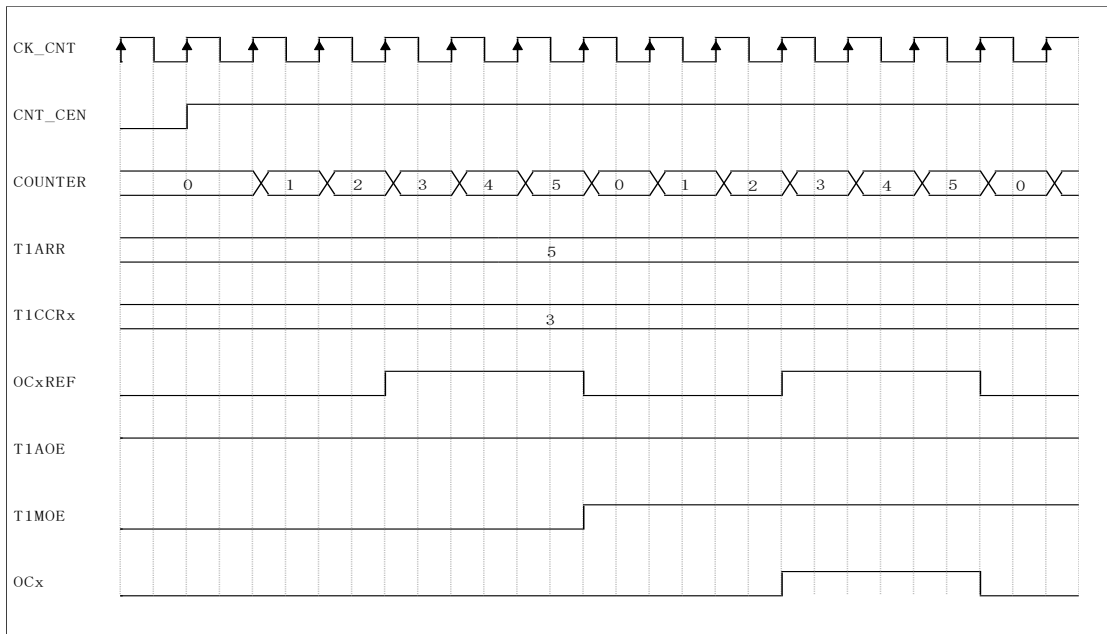 CK_CNT
CNT_CEN
COUNTER 0 1 2 3 4 5 0 1 2 3 4 5 0
T1ARR 5
T1CCRx 3
OCxREF
T1AOE
T1MOE
OCx